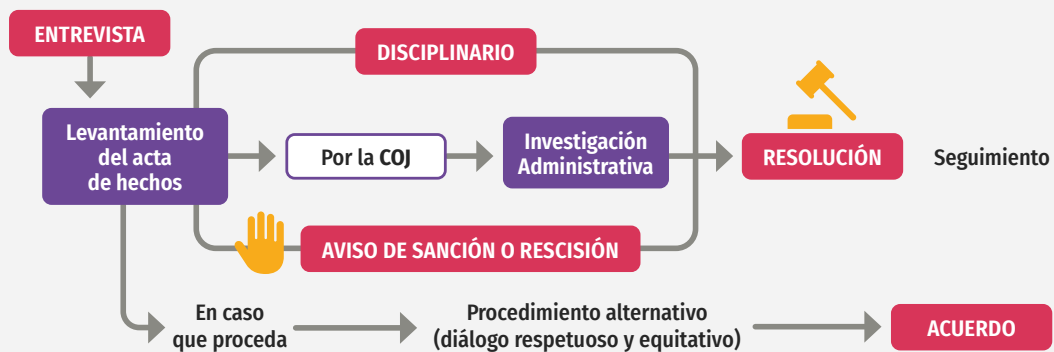 ENTREVISTA
DISCIPLINARIO
Levantamiento
del acta
de hechos
Por la COJ
Investigación
Administrativa
RESOLUCIÓN
Seguimiento
AVISO DE SANCIÓN O RESCISIÓN
En caso
que proceda
Procedimiento alternativo
(diálogo respetuoso y equitativo)
ACUERDO